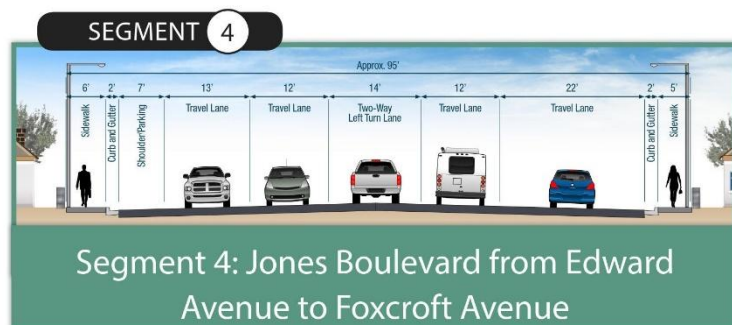 SEGMENT 4
Approx. 95'
6' 2' 7' 13' 12' 14' 12' 22' 2' 5'
Sidewalk
Curb and Gutter
Shoulder/Parking
Travel Lane
Travel Lane
Two-Way
Left Turn Lane
Travel Lane
Travel Lane
Curb and Gutter
Sidewalk
Segment 4: Jones Boulevard from Edward
Avenue to Foxcroft Avenue